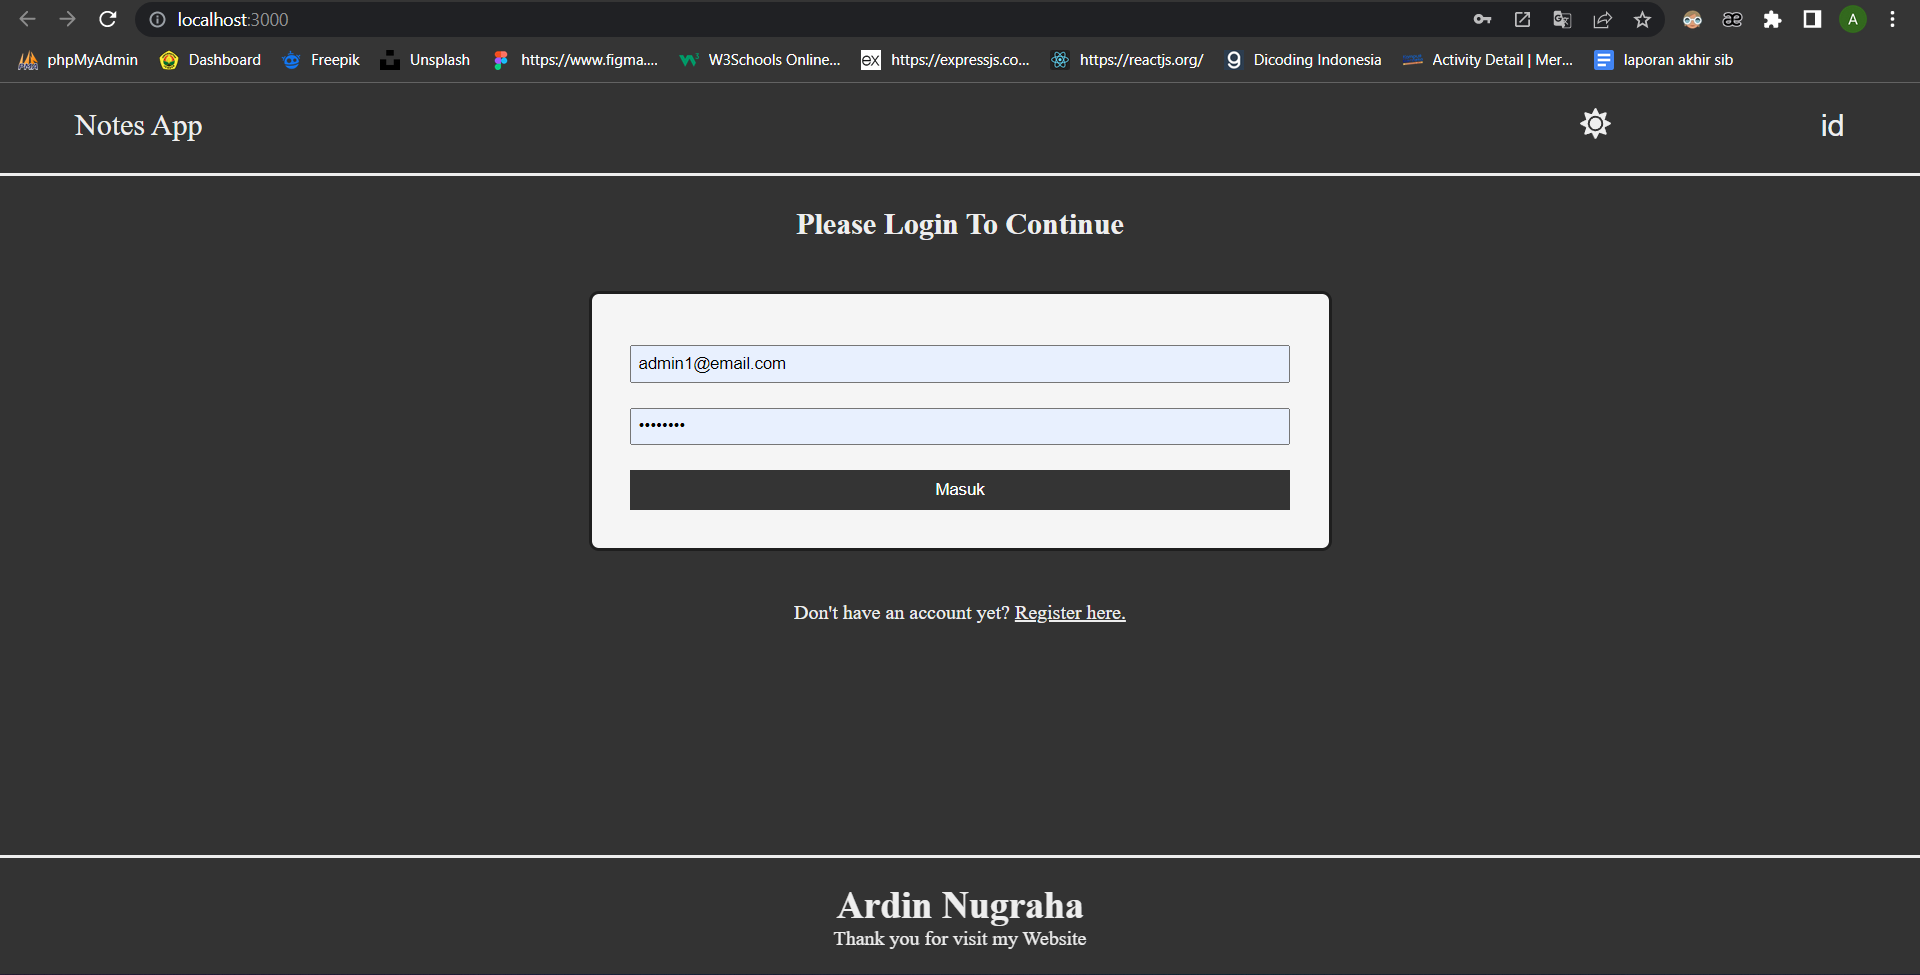 localhost:3000
A
phpMyAdmin Dashboard Freepik Unsplash https://www.figma.... W3Schools Online... ex https://expressjs.co... https://reactjs.org/ Dicoding Indonesia Activity Detail | Mer... laporan akhir sib
Notes App id
Please Login To Continue
admin1@email.com
••••••••
Masuk
Don't have an account yet? Register here.
Ardin Nugraha
Thank you for visit my Website